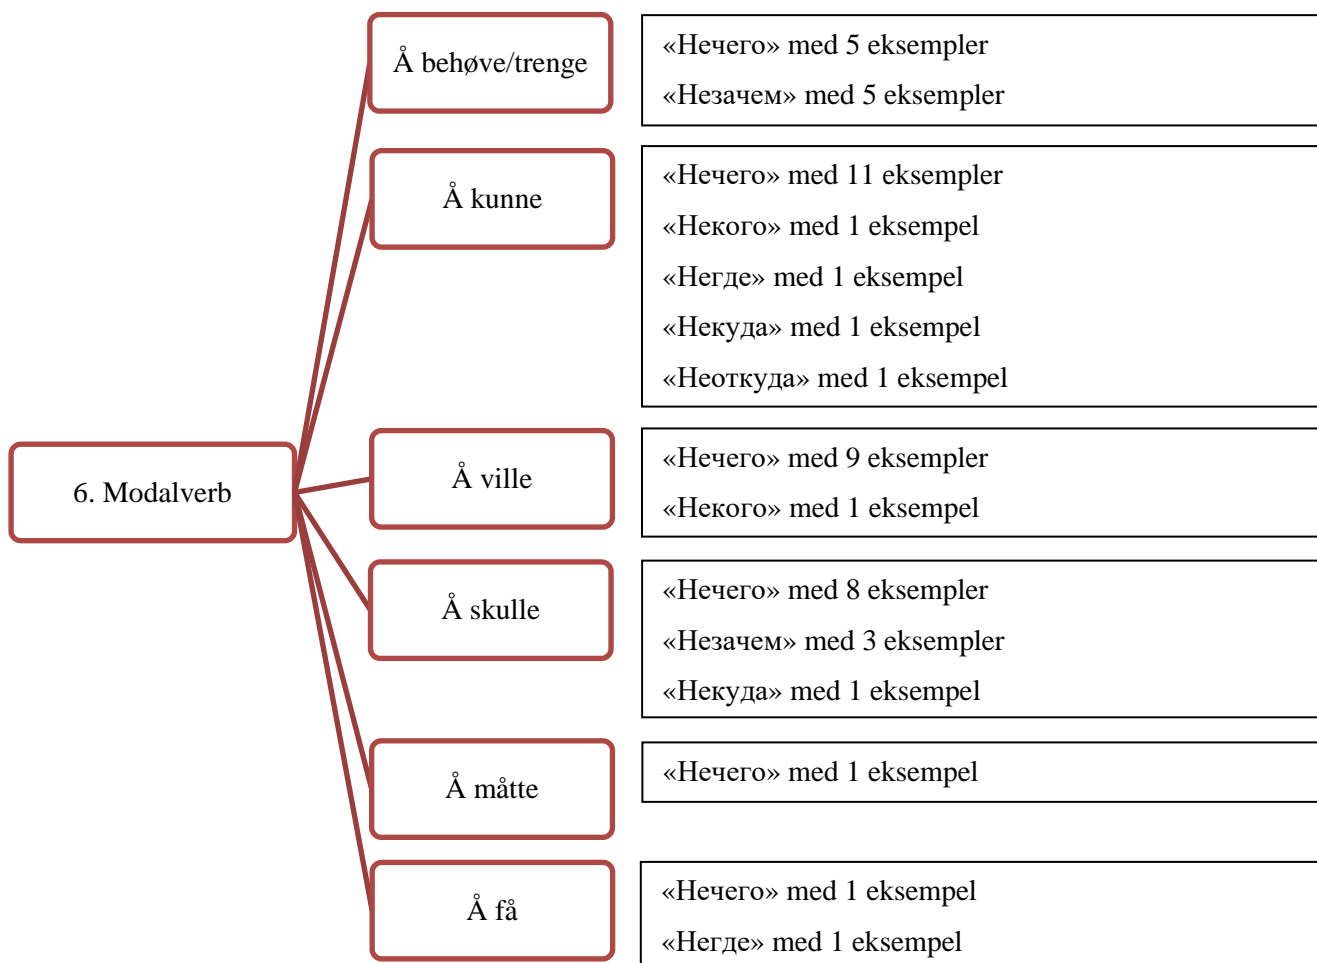 Å behøve/trenge
«Нечего» med 5 eksempler
«Незачем» med 5 eksempler
Å kunne
«Нечего» med 11 eksempler
«Некого» med 1 eksempel
«Негде» med 1 eksempel
«Некуда» med 1 eksempel
«Неоткуда» med 1 eksempel
6. Modalverb
Å ville
«Нечего» med 9 eksempler
«Некого» med 1 eksempel
Å skulle
«Нечего» med 8 eksempler
«Незачем» med 3 eksempler
«Некуда» med 1 eksempel
Å måtte
«Нечего» med 1 eksempel
Å få
«Нечего» med 1 eksempel
«Негде» med 1 eksempel